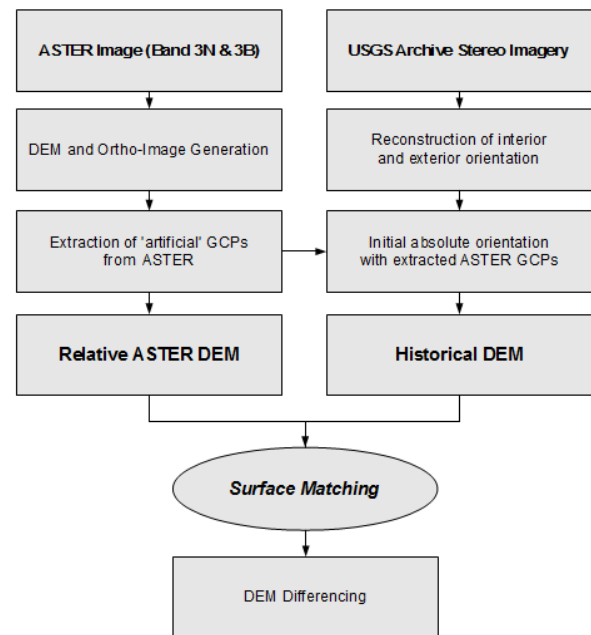 ASTER Image (Band 3N & 3B)
USGS Archive Stereo Imagery
DEM and Ortho-Image Generation
Reconstruction of interior
and exterior orientation
Extraction of 'artificial' GCPs
from ASTER
Initial absolute orientation
with extracted ASTER GCPs
Relative ASTER DEM
Historical DEM
Surface Matching
DEM Differencing